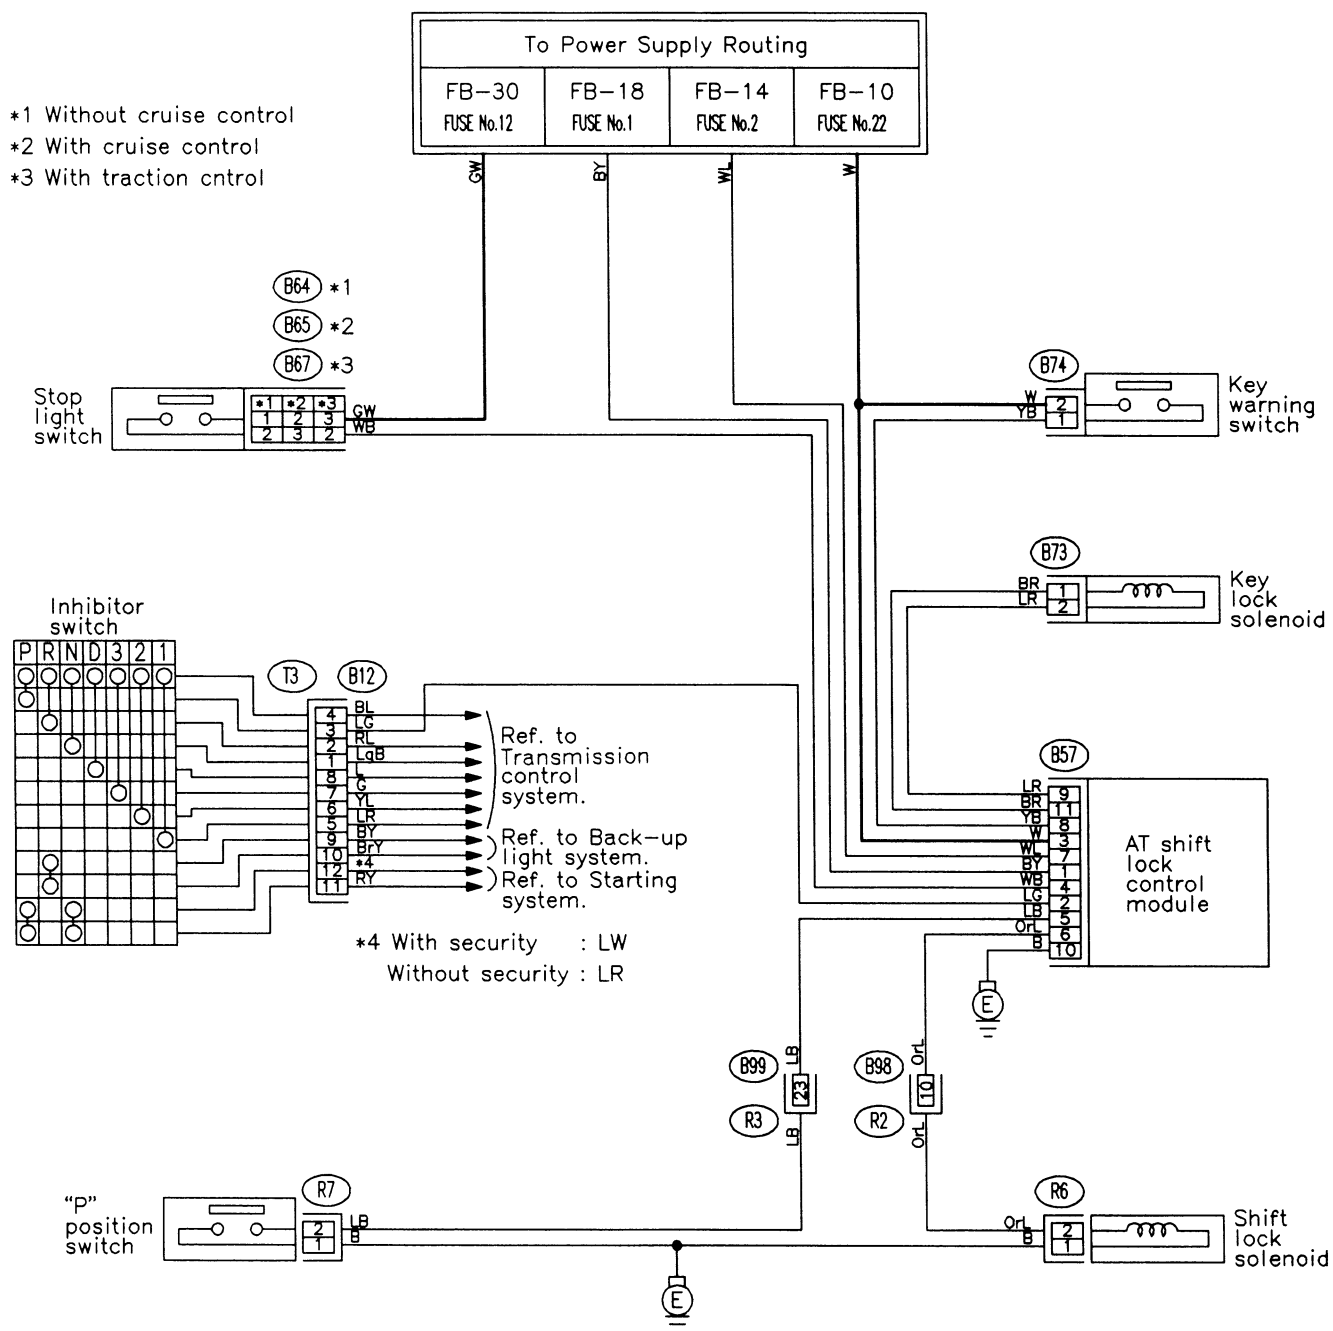 To Power Supply Routing
FB-30 FB-18 FB-14 FB-10
FUSE No.12 FUSE No.1 FUSE No.2 FUSE No.22
*1 Without cruise control
*2 With cruise control
*3 With traction cntrol
GW BY WL W
B64 *1
B65 *2
B67 *3
Stop
light
switch
*1 *2 *3
1 2 3 GW
2 3 2 WB
B74
W 2
YB 1
Key
warning
switch
B73
BR 1
LR 2
Key
lock
solenoid
Inhibitor
switch
P R N D 3 2 1
T3 B12
4 BL
3 LG
2 RL
1 LgB
8 L
7 G
6 YL
5 LR
9 BY
10 BrY
12 *4
11 RY
Ref. to
Transmission
control
system.
Ref. to Back-up
light system.
Ref. to Starting
system.
*4 With security : LW
Without security : LR
B57
LR 9
BR 11
YB 8
W 3
WL 7
BY 1
WB 4
LG 2
LB 5
OrL 6
B 10
AT shift
lock
control
module
E
LB OrL
B99 23 B98 10
R3 R2
LB OrL
"P"
position
switch
R7
2 LB
1 B
E
R6
OrL 2
B 1
Shift
lock
solenoid